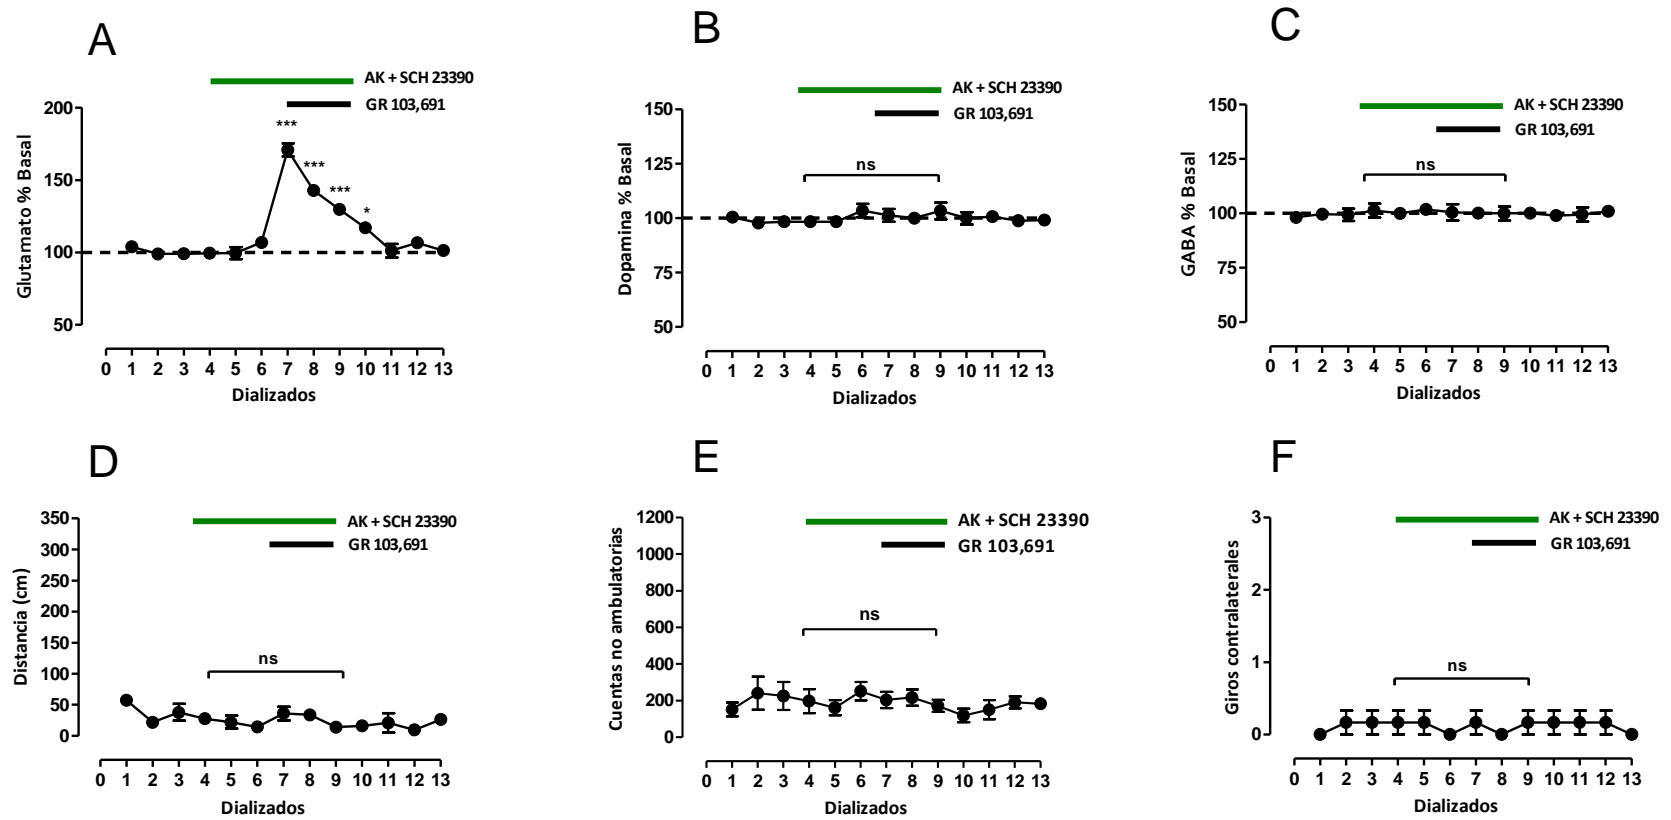 A
AK + SCH 23390
GR 103,691
Glutamato % Basal
200
150
100
50
***
***
***
*
0 1 2 3 4 5 6 7 8 9 10 11 12 13
Dializados
B
AK + SCH 23390
GR 103,691
Dopamina % Basal
150
125
100
75
50
ns
0 1 2 3 4 5 6 7 8 9 10 11 12 13
Dializados
C
AK + SCH 23390
GR 103,691
GABA % Basal
150
125
100
75
50
ns
0 1 2 3 4 5 6 7 8 9 10 11 12 13
Dializados
D
AK + SCH 23390
GR 103,691
Distancia (cm)
350
300
250
200
150
100
50
0
ns
0 1 2 3 4 5 6 7 8 9 10 11 12 13
Dializados
E
AK + SCH 23390
GR 103,691
Cuentas no ambulatorias
1200
1000
800
600
400
200
0
ns
0 1 2 3 4 5 6 7 8 9 10 11 12 13
Dializados
F
AK + SCH 23390
GR 103,691
Giros contralaterales
3
2
1
0
ns
0 1 2 3 4 5 6 7 8 9 10 11 12 13
Dializados